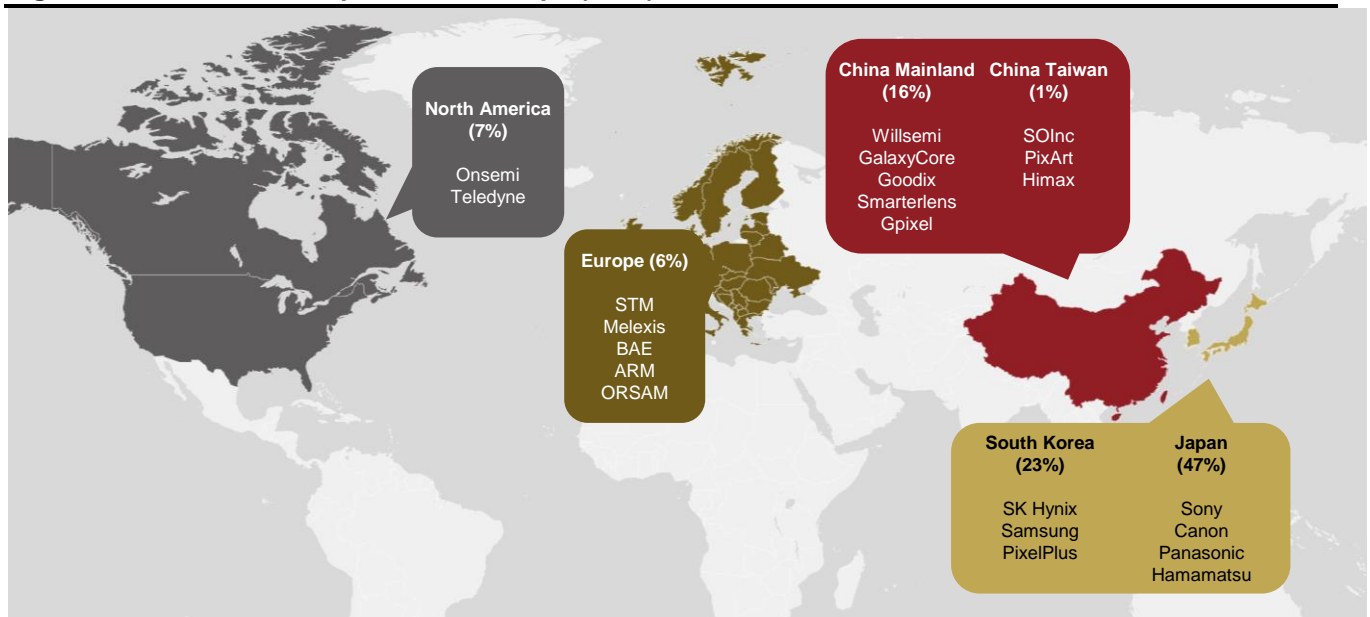 North America
(7%)
Onsemi
Teledyne
Europe (6%)
STM
Melexis
BAE
ARM
ORSAM
China Mainland
(16%)
Willsemi
GalaxyCore
Goodix
Smarterlens
Gpixel
China Taiwan
(1%)
SOInc
PixArt
Himax
South Korea
(23%)
SK Hynix
Samsung
PixelPlus
Japan
(47%)
Sony
Canon
Panasonic
Hamamatsu